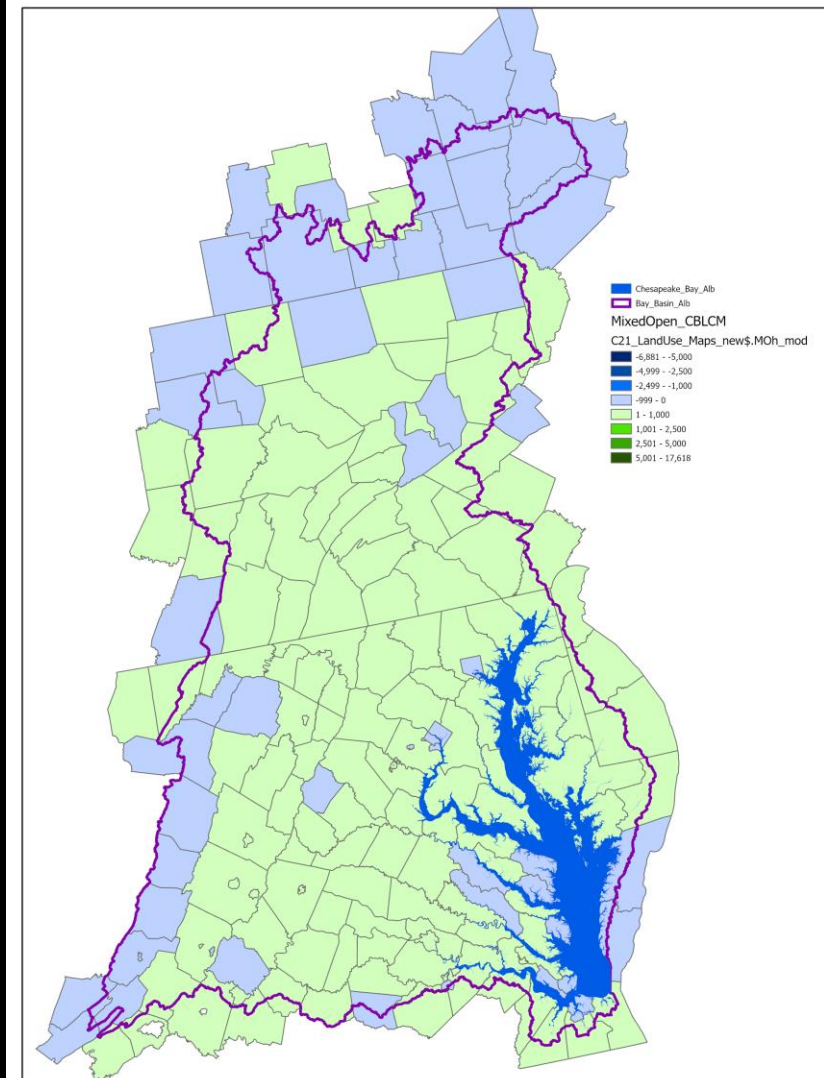 Chesapeake_Bay_Alb
Bay_Basin_Alb
MixedOpen_CBLCM
C21_LandUse_Maps_new$.MOh_mod
-6,881 - -5,000
-4,999 - -2,500
-2,499 - -1,000
-999 - 0
1 - 1,000
1,001 - 2,500
2,501 - 5,000
5,001 - 17,618